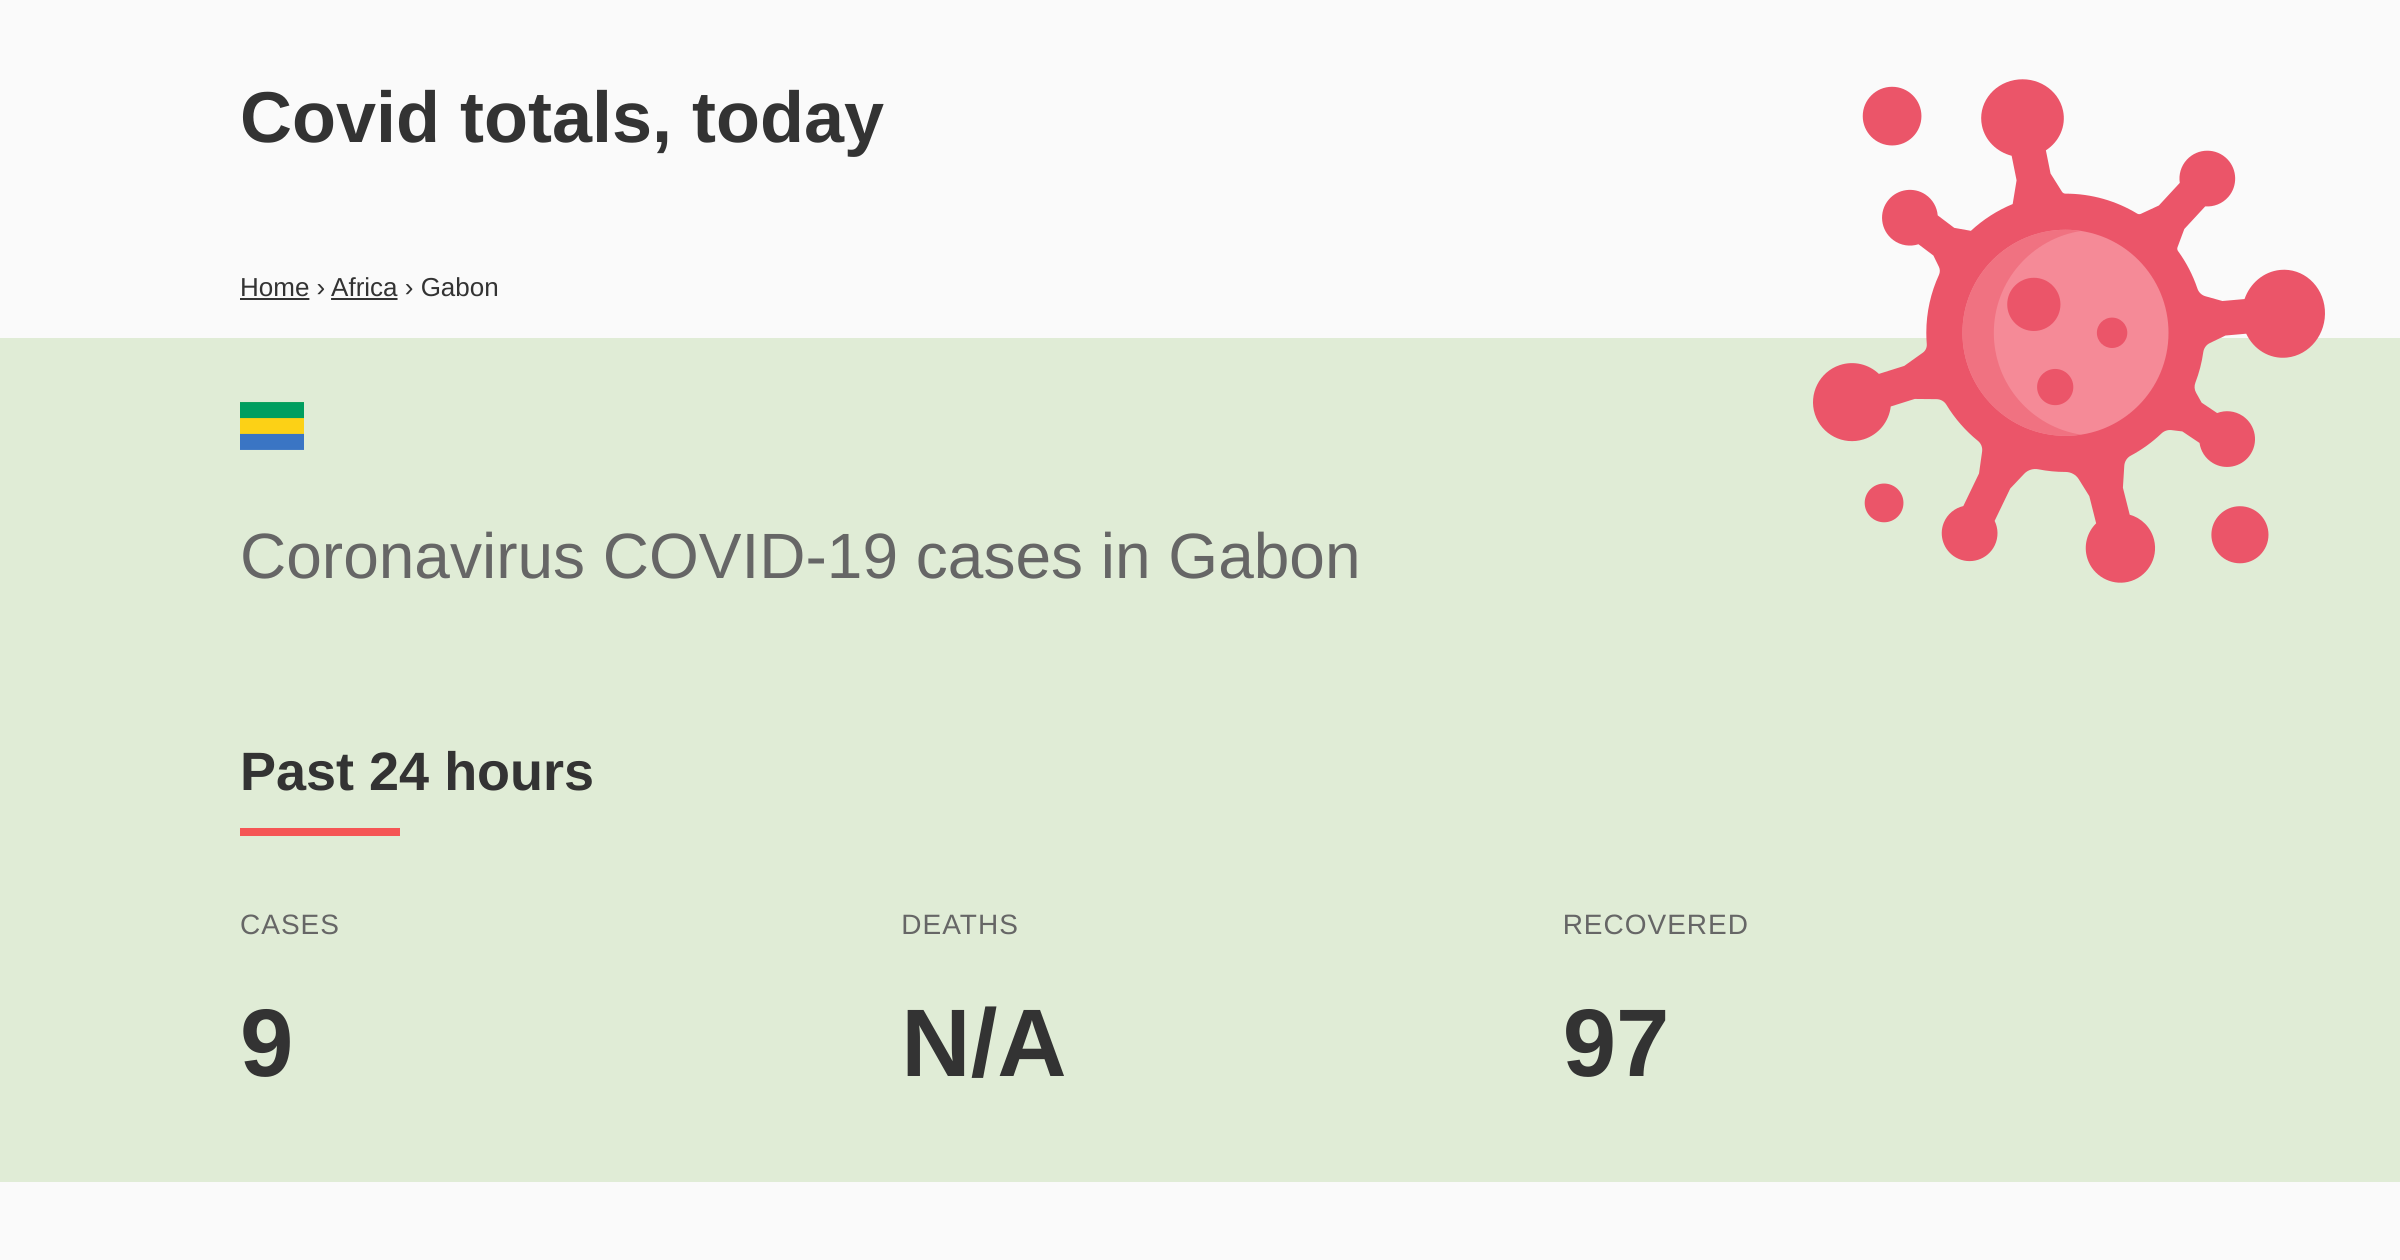 Covid totals, today
Home › Africa › Gabon
Coronavirus COVID-19 cases in Gabon
Past 24 hours
CASES DEATHS RECOVERED
9 N/A 97